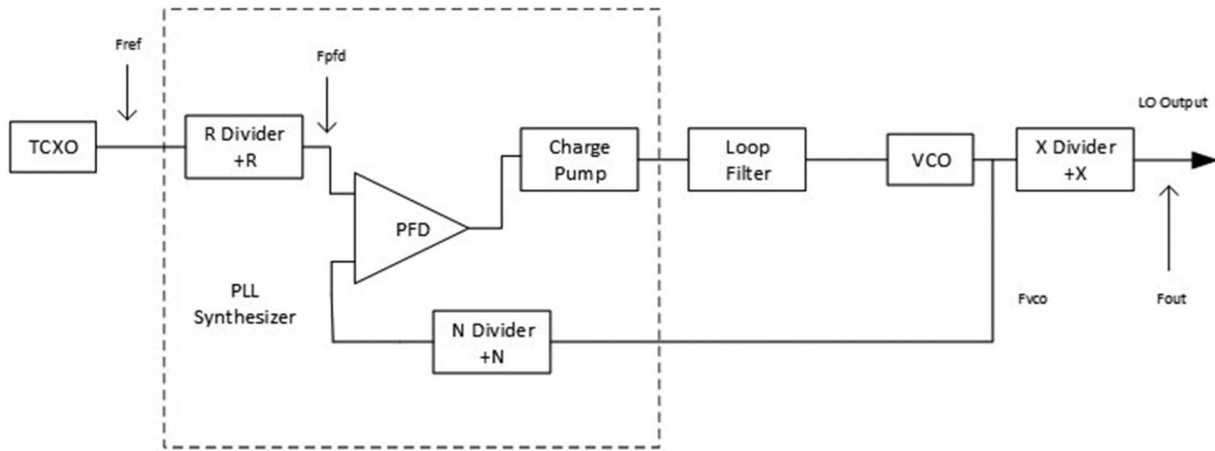 Fref
Fpfd
TCXO
R Divider
+R
PFD
Charge
Pump
Loop
Filter
VCO
X Divider
+X
LO Output
PLL
Synthesizer
N Divider
+N
Fvco
Fout